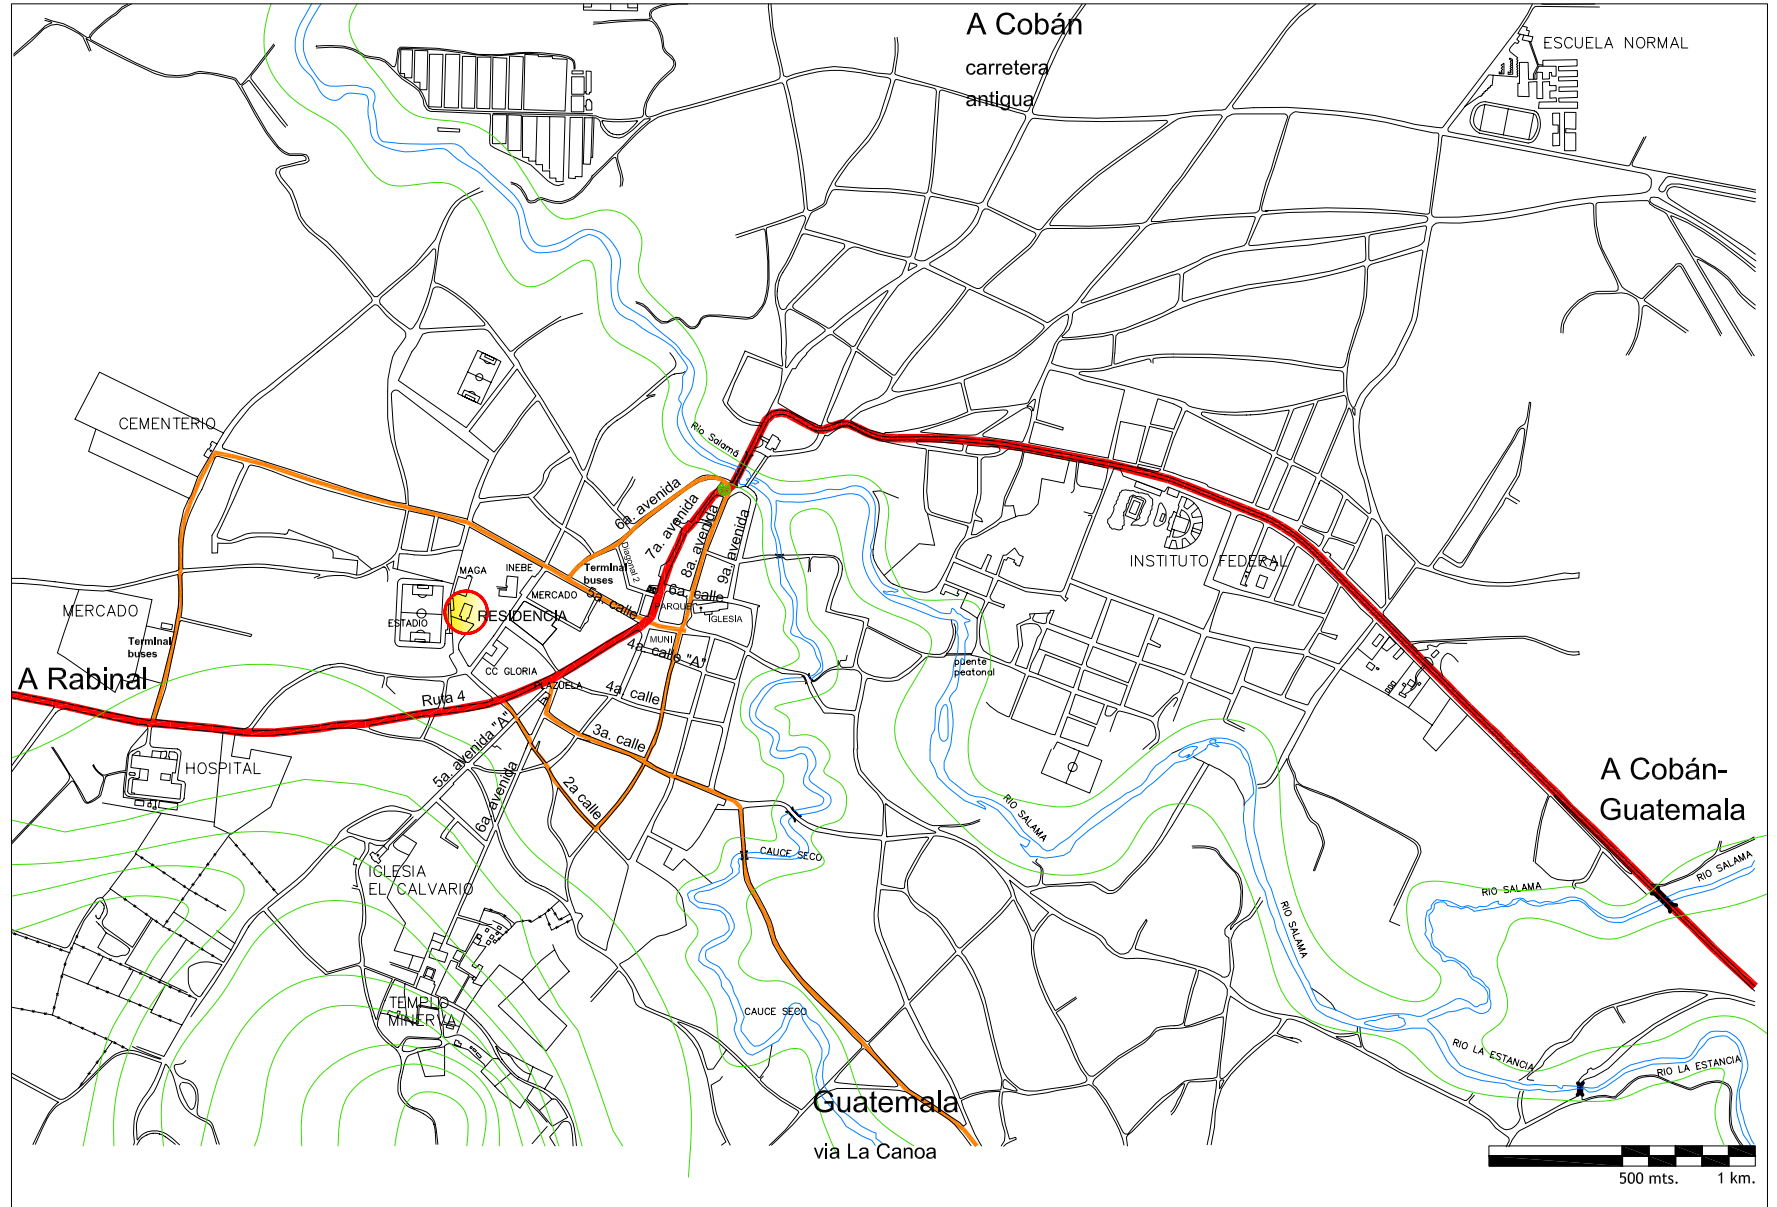 A Cobán
carretera
antigua
ESCUELA NORMAL
CEMENTERIO
Rio Salamá
6a. avenida
7a. avenida
8a. avenida
9a. avenida
Diagonal 2
INSTITUTO FEDERAL
MAGA
INEBE
Terminal
buses
MERCADO
5a. calle
6a. calle
PARQUE
IGLESIA
MERCADO
ESTADIO
RESIDENCIA
MUNI
4a. calle "A"
Terminal
buses
puente
peatonal
A Rabinal
CC GLORIA
PLAZUELA
Ruta 4
4a. calle
3a. calle
5a. avenida "A"
6a. avenida
2a calle
HOSPITAL
A Cobán-
Guatemala
RIO SALAMA
CAUCE SECO
IGLESIA
EL CALVARIO
RIO SALAMA
RIO SALAMA
RIO SALAMA
TEMPLO
MINERVA
CAUCE SECO
RIO LA ESTANCIA
RIO LA ESTANCIA
Guatemala
via La Canoa
500 mts.
1 km.